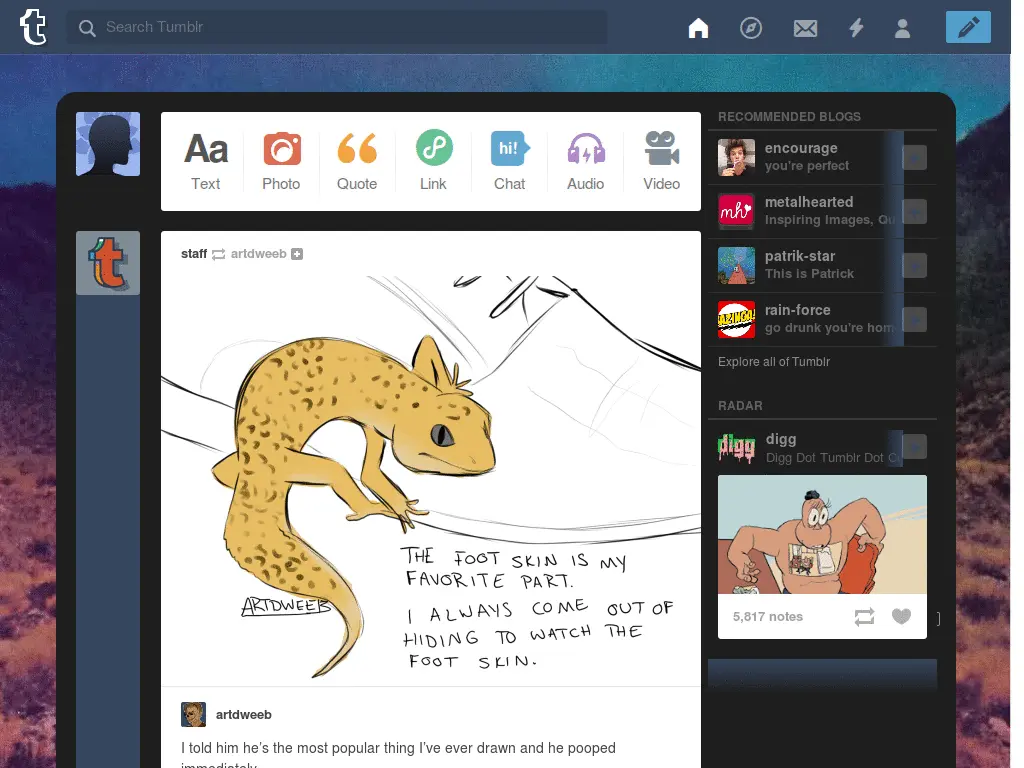 Search Tumblr
Aa
hi!
Text
Photo
Quote
Link
Chat
Audio
Video
staff artdweeb
THE FOOT SKIN IS MY
FAVORITE PART.
I ALWAYS COME OUT OF
HIDING TO WATCH THE
FOOT SKIN.
ARTDWEEB
artdweeb
I told him he's the most popular thing I've ever drawn and he pooped
immediately
RECOMMENDED BLOGS
encourage
you're perfect
mh
metalhearted
Inspiring Images, Qu
patrik-star
This is Patrick
AZINGA!
rain-force
go drunk you're hom
Explore all of Tumblr
RADAR
digg
digg
Digg Dot Tumblr Dot C
5,817 notes
]